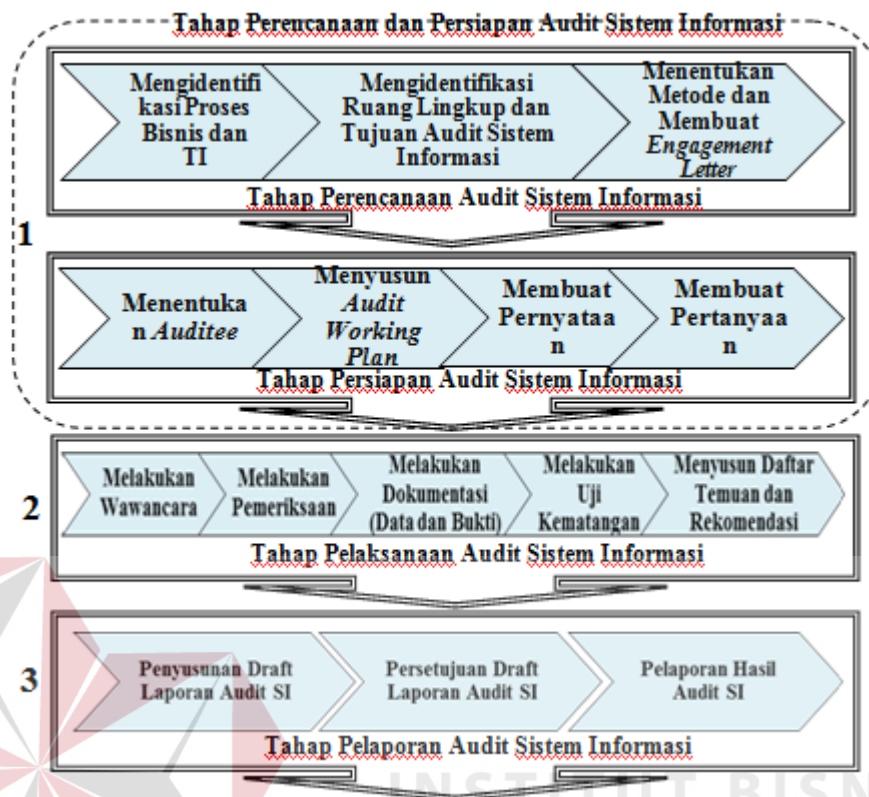 Tahap Perencanaan dan Persiapan Audit Sistem Informasi
Mengidentifi
kasi Proses
Bisnis dan
TI
Mengidentifikasi
Ruang Lingkup dan
Tujuan Audit Sistem
Informasi
Menentukan
Metode dan
Membuat
Engagement
Letter
Tahap Perencanaan Audit Sistem Informasi
1
Menentuka
n Auditee
Menyusun
Audit
Working
Plan
Membuat
Pernyataa
n
Membuat
Pertanyaa
n
Tahap Persiapan Audit Sistem Informasi
2
Melakukan
Wawancara
Melakukan
Pemeriksaan
Melakukan
Dokumentasi
(Data dan Bukti)
Melakukan
Uji
Kematangan
Menyusun Daftar
Temuan dan
Rekomendasi
Tahap Pelaksanaan Audit Sistem Informasi
3
Penyusunan Draft
Laporan Audit SI
Persetujuan Draft
Laporan Audit SI
Pelaporan Hasil
Audit SI
Tahap Pelaporan Audit Sistem Informasi
INSTITUT BISN